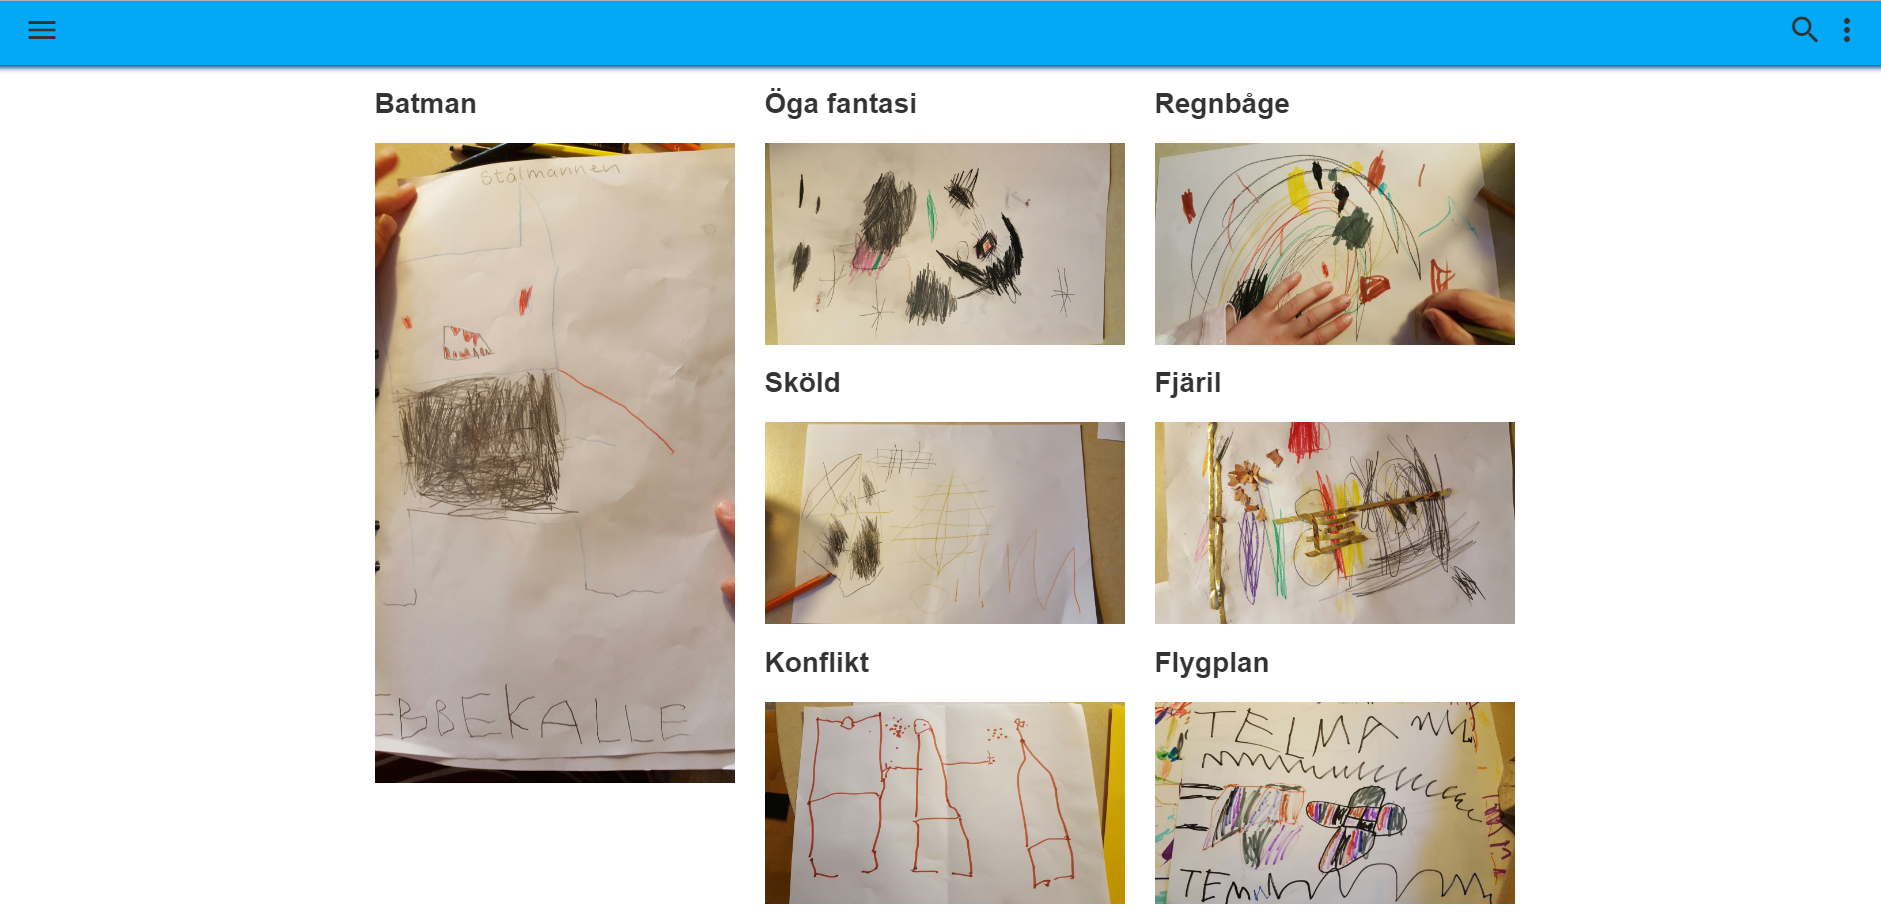 Batman
Stålmannen
EBBEKALLE
Öga fantasi
Sköld
Konflikt
Regnbåge
Fjäril
Flygplan
TELMA